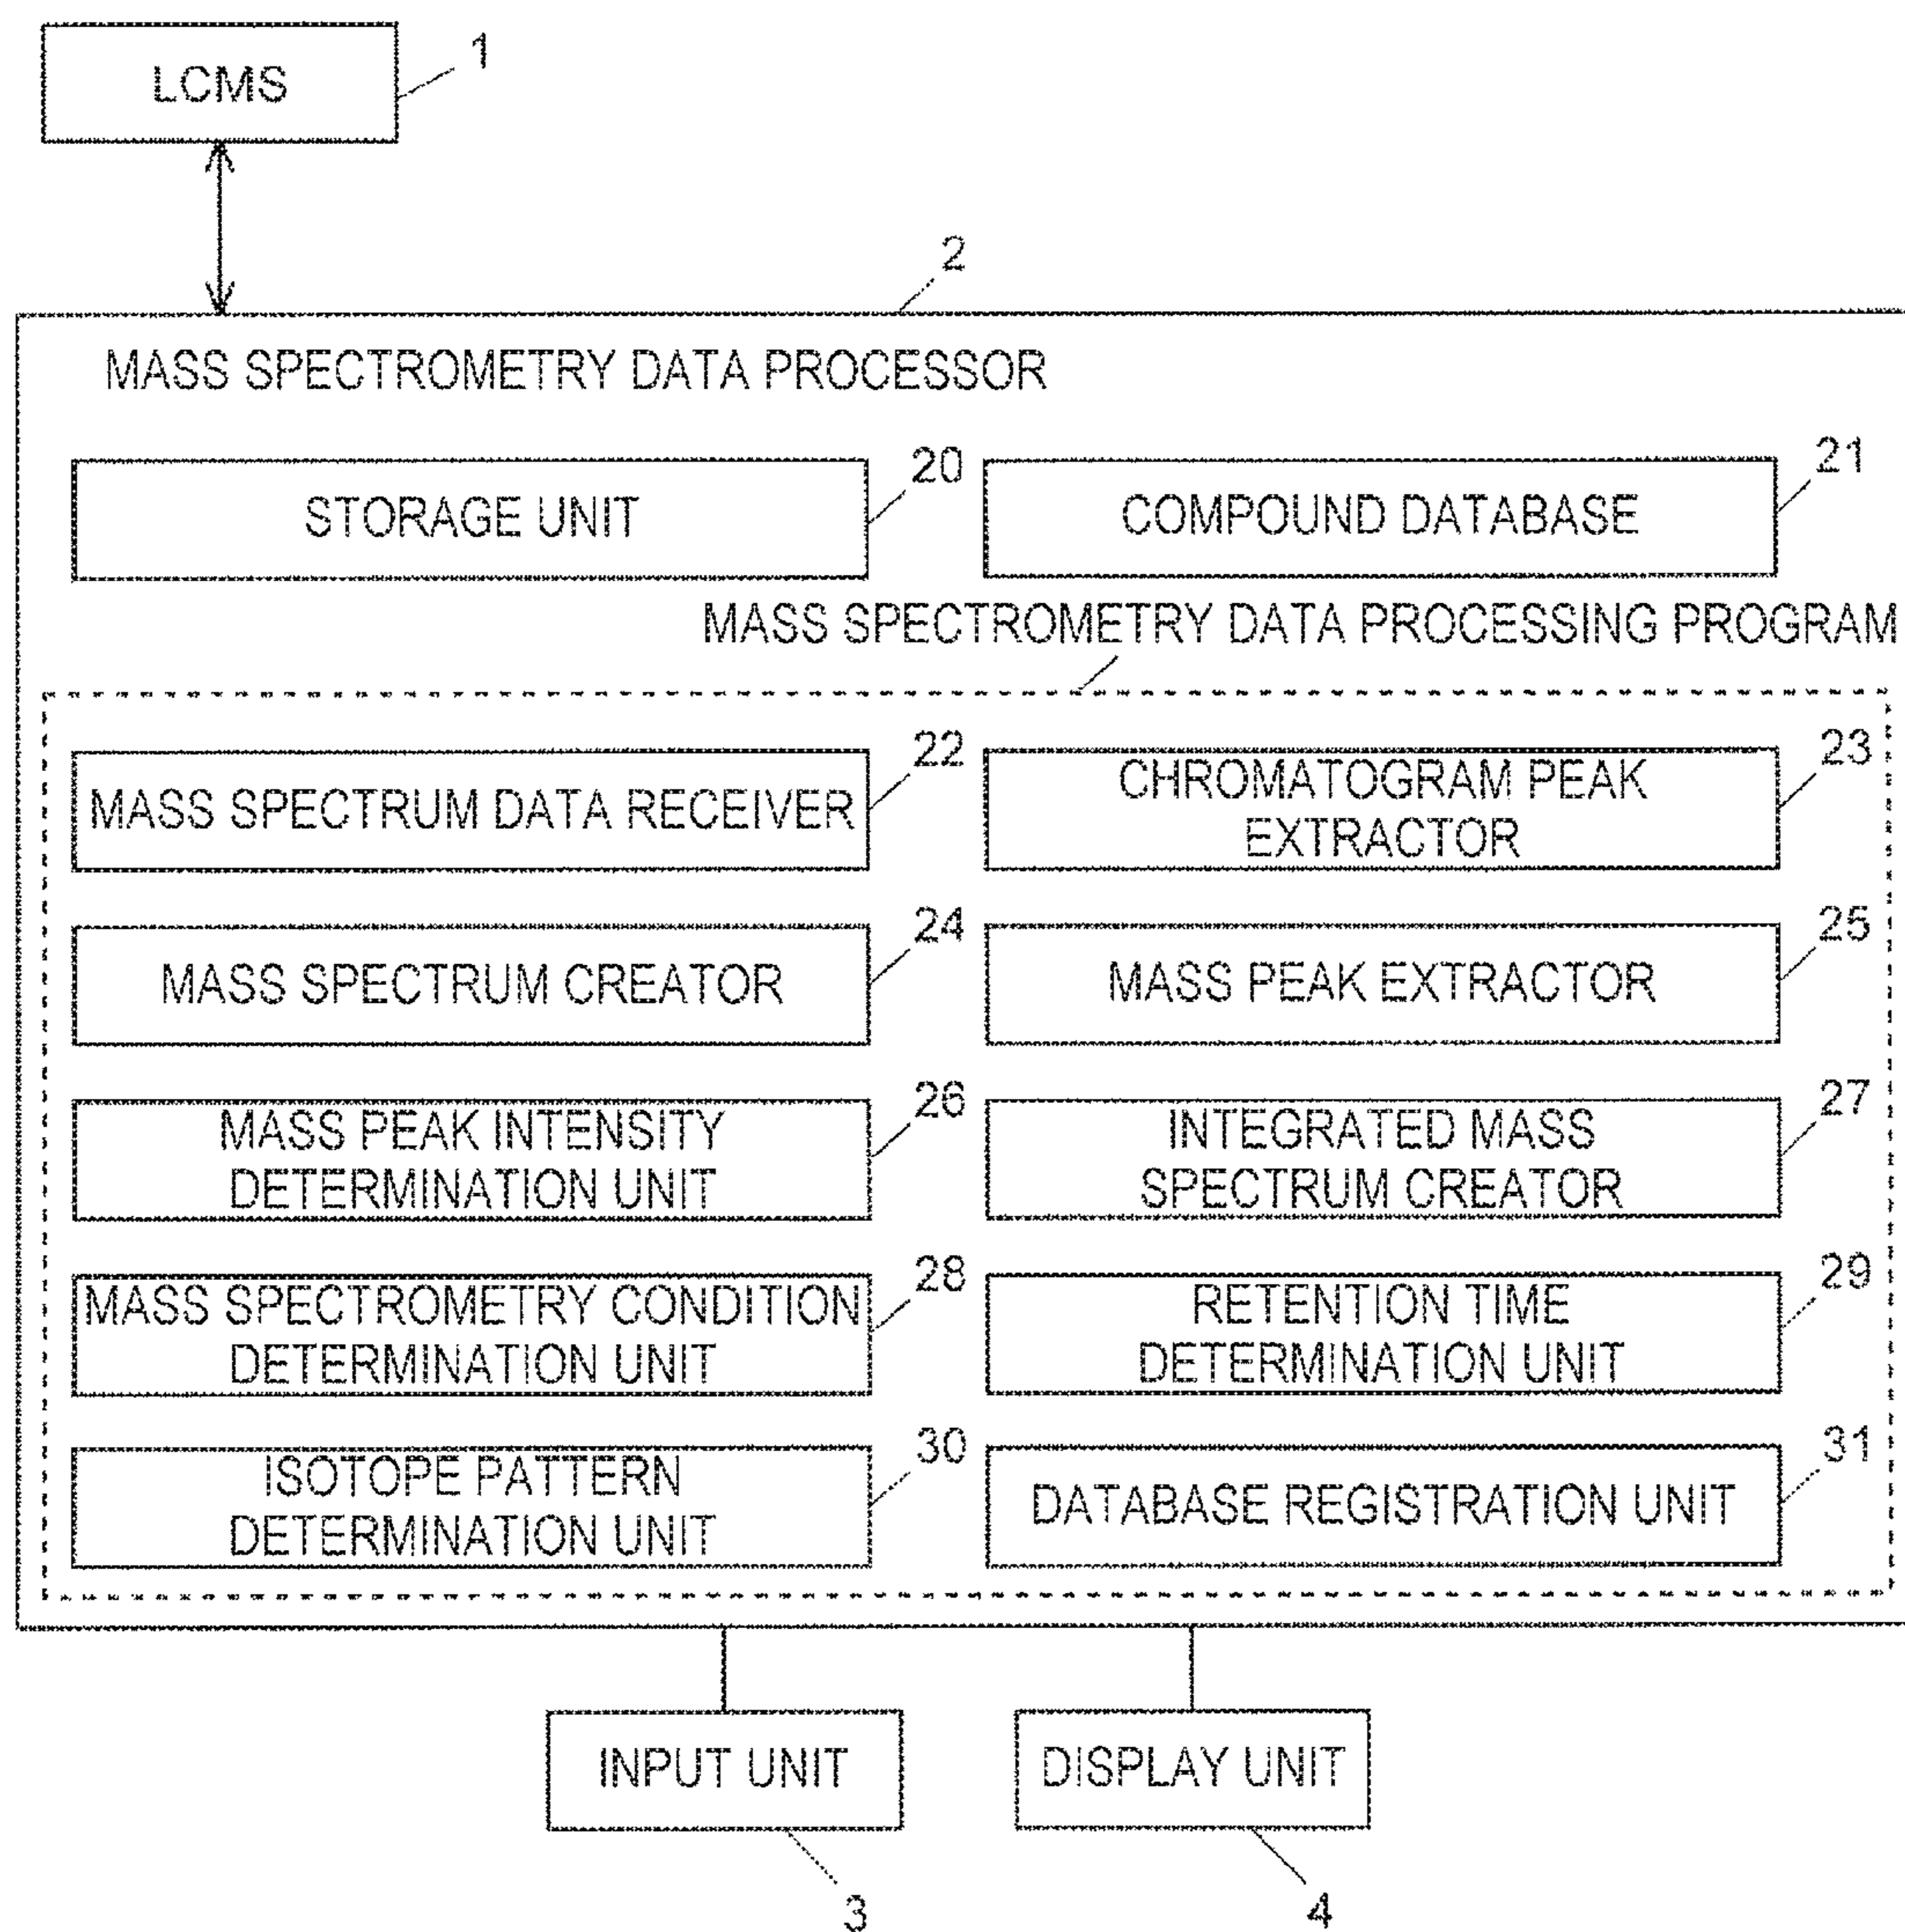 LCMS
1
2
MASS SPECTROMETRY DATA PROCESSOR
STORAGE UNIT
20
COMPOUND DATABASE
21
MASS SPECTROMETRY DATA PROCESSING PROGRAM
MASS SPECTRUM DATA RECEIVER
22
CHROMATOGRAM PEAK
EXTRACTOR
23
MASS SPECTRUM CREATOR
24
MASS PEAK EXTRACTOR
25
MASS PEAK INTENSITY
DETERMINATION UNIT
26
INTEGRATED MASS
SPECTRUM CREATOR
27
MASS SPECTROMETRY CONDITION
DETERMINATION UNIT
28
RETENTION TIME
DETERMINATION UNIT
29
ISOTOPE PATTERN
DETERMINATION UNIT
30
DATABASE REGISTRATION UNIT
31
INPUT UNIT
3
DISPLAY UNIT
4